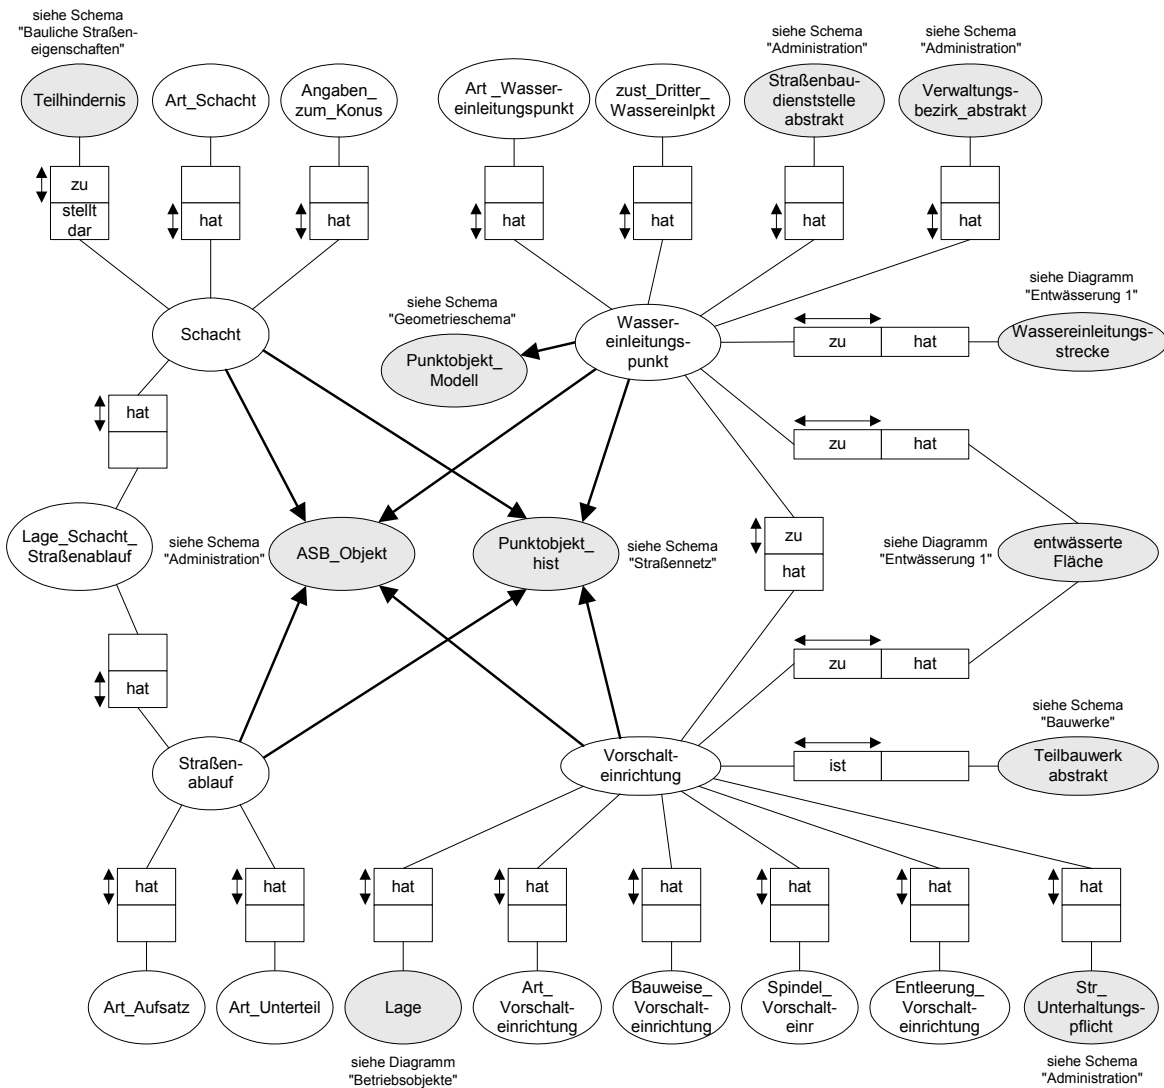 siehe Schema
"Bauliche Straßen-
eigenschaften"
siehe Schema
"Administration"
siehe Schema
"Administration"
Teilhindernis
Art_Schacht
Angaben_
zum_Konus
Art _Wasser-
einleitungspunkt
zust_Dritter_
Wassereinlpkt
Straßenbau-
dienststelle
abstrakt
Verwaltungs-
bezirk_abstrakt
zu
stellt
dar
hat
hat
hat
hat
hat
hat
siehe Diagramm
"Entwässerung 1"
siehe Schema
"Geometrieschema"
Schacht
Wasser-
einleitungs-
punkt
zu
hat
Wassereinleitungs-
strecke
Punktobjekt_
Modell
hat
zu
hat
Lage_Schacht_
Straßenablauf
siehe Schema
"Administration"
ASB_Objekt
Punktobjekt_
hist
siehe Schema
"Straßennetz"
zu
hat
siehe Diagramm
"Entwässerung 1"
entwässerte
Fläche
hat
zu
hat
siehe Schema
"Bauwerke"
Straßen-
ablauf
Vorschalt-
einrichtung
ist
Teilbauwerk
abstrakt
hat
hat
hat
hat
hat
hat
hat
hat
Art_Aufsatz
Art_Unterteil
Lage
Art_
Vorschalt-
einrichtung
Bauweise_
Vorschalt-
einrichtung
Spindel_
Vorschalt-
einr
Entleerung_
Vorschalt-
einrichtung
Str_
Unterhaltungs-
pflicht
siehe Diagramm
"Betriebsobjekte"
siehe Schema
"Administration"